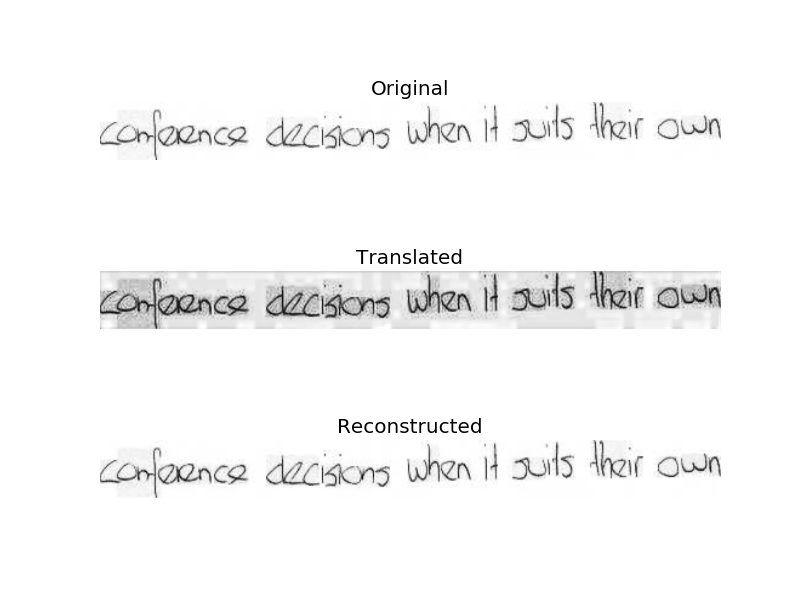 Original
conference decisions when it suits their own
Translated
conference decisions when it suits their own
Reconstructed
conference decisions when it suits their own